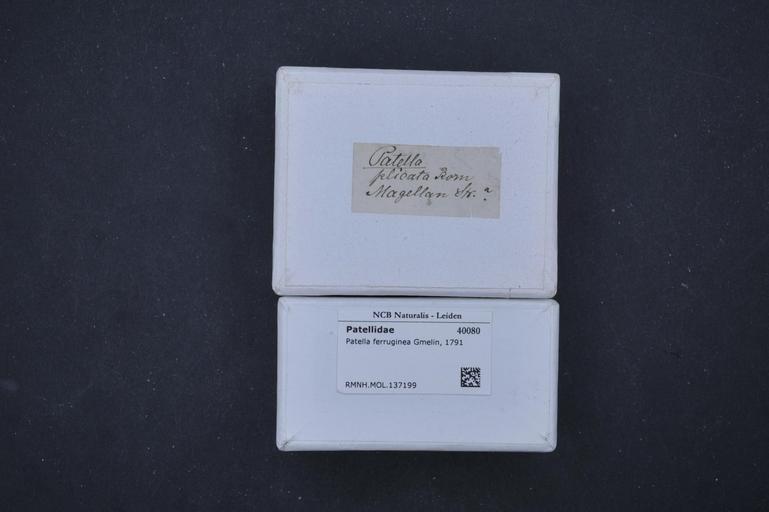 Patella
plicata Born
Magellan Str. a.
NCB Naturalis - Leiden
Patellidae 40080
Patella ferruginea Gmelin, 1791
RMNH.MOL.137199